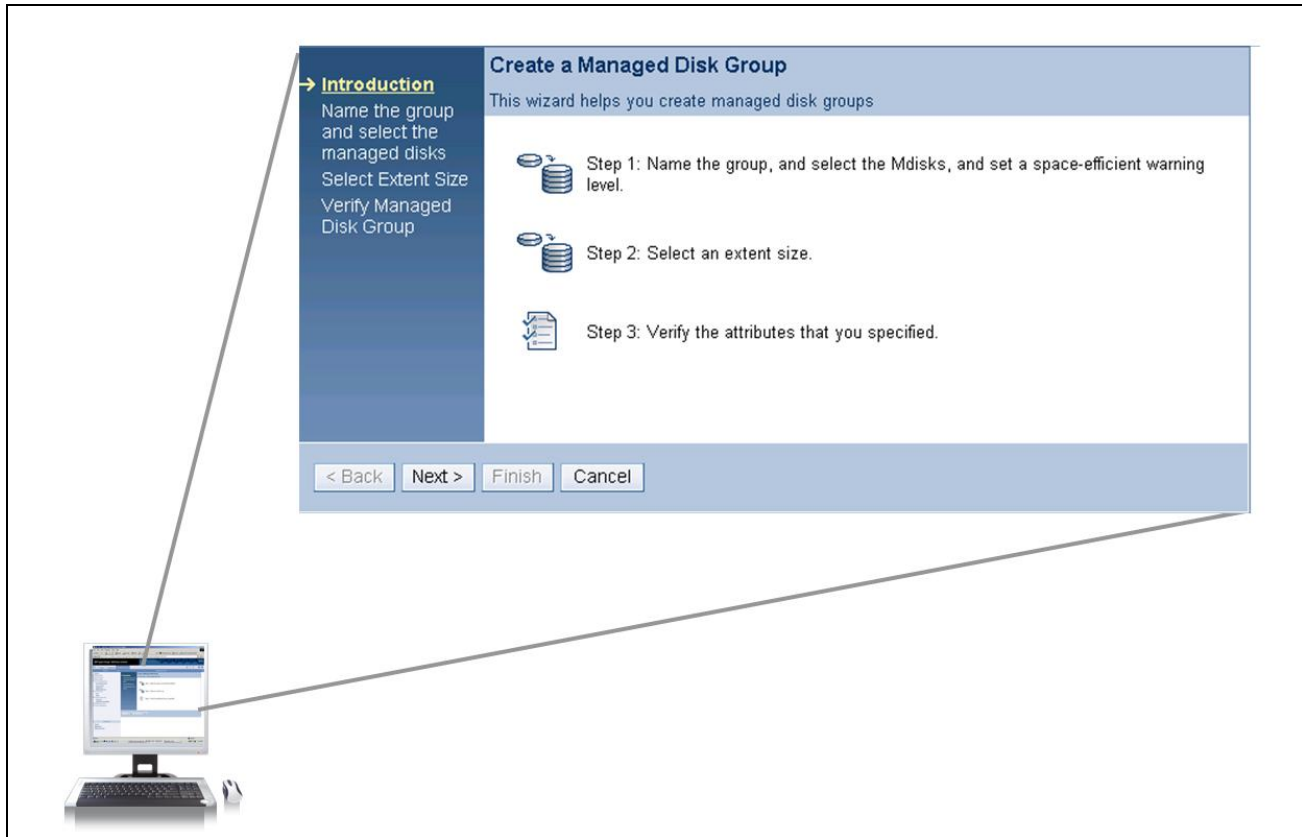 Introduction
Name the group
and select the
managed disks
Select Extent Size
Verify Managed
Disk Group
Create a Managed Disk Group
This wizard helps you create managed disk groups
Step 1: Name the group, and select the Mdisks, and set a space-efficient warning
level.
Step 2: Select an extent size.
Step 3: Verify the attributes that you specified.
< Back
Next >
Finish
Cancel